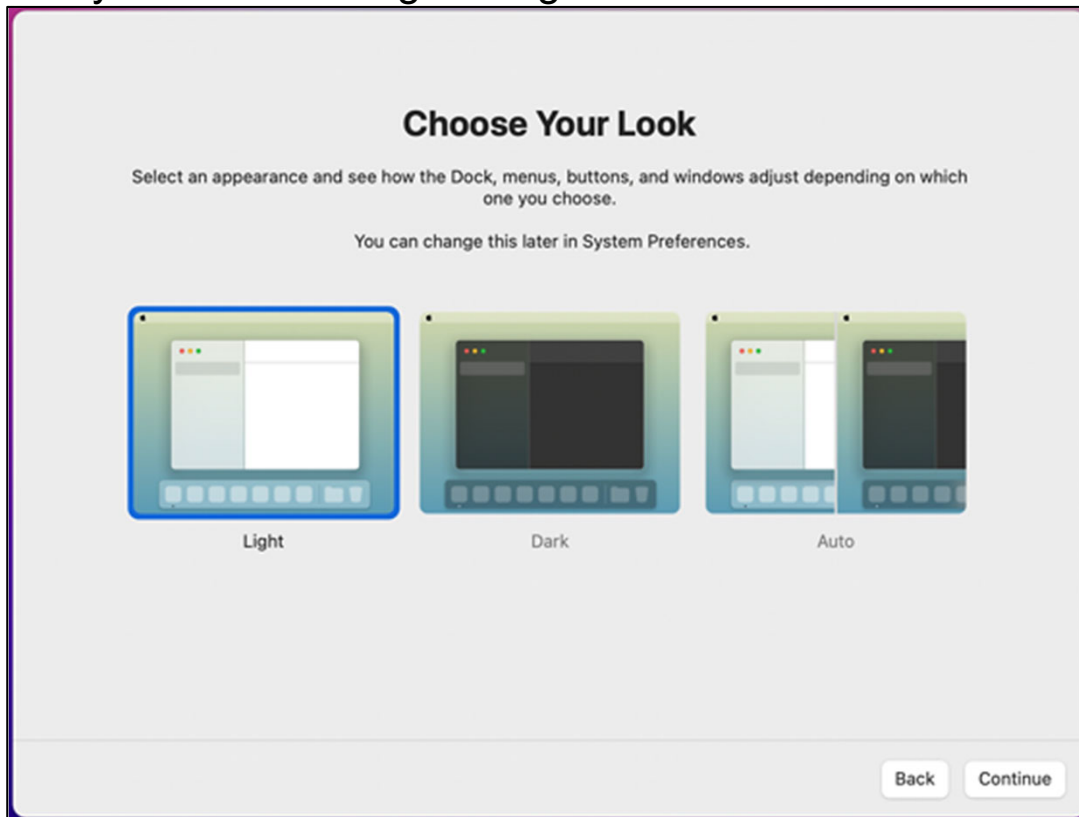 Choose Your Look
Select an appearance and see how the Dock, menus, buttons, and windows adjust depending on which
one you choose.
You can change this later in System Preferences.
Light
Dark
Auto
Back
Continue